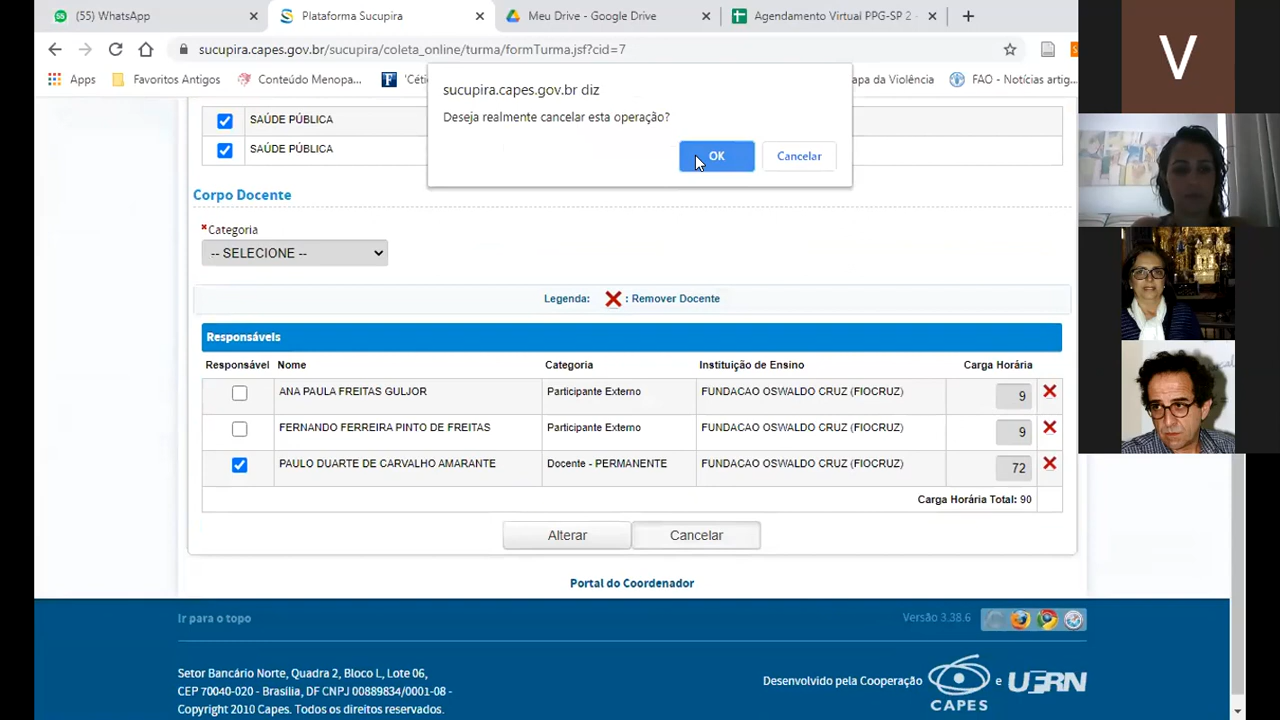 (55) WhatsApp
Plataforma Sucupira
Meu Drive - Google Drive
Agendamento Virtual PPG-SP 2 -
sucupira.capes.gov.br/sucupira/coleta_online/turma/formTurma.jsf?cid=7
Apps
Favoritos Antigos
Conteúdo Menopa...
'Céti
apa da Violência
FAO - Notícias artig...
V
sucupira.capes.gov.br diz
Deseja realmente cancelar esta operação?
OK
Cancelar
SAÚDE PÚBLICA
SAÚDE PÚBLICA
Corpo Docente
Categoria
-- SELECIONE --
Legenda: : Remover Docente
Responsáveis
Responsável Nome Categoria Instituição de Ensino Carga Horária
ANA PAULA FREITAS GULJOR Participante Externo FUNDACAO OSWALDO CRUZ (FIOCRUZ) 9
FERNANDO FERREIRA PINTO DE FREITAS Participante Externo FUNDACAO OSWALDO CRUZ (FIOCRUZ) 9
PAULO DUARTE DE CARVALHO AMARANTE Docente - PERMANENTE FUNDACAO OSWALDO CRUZ (FIOCRUZ) 72
Carga Horária Total: 90
Alterar
Cancelar
Portal do Coordenador
Ir para o topo
Versão 3.38.6
Setor Bancário Norte, Quadra 2, Bloco L, Lote 06,
CEP 70040-020 - Brasília, DF CNPJ 00889834/0001-08 -
Copyright 2010 Capes. Todos os direitos reservados.
Desenvolvido pela Cooperação
CAPES
e
UFRN